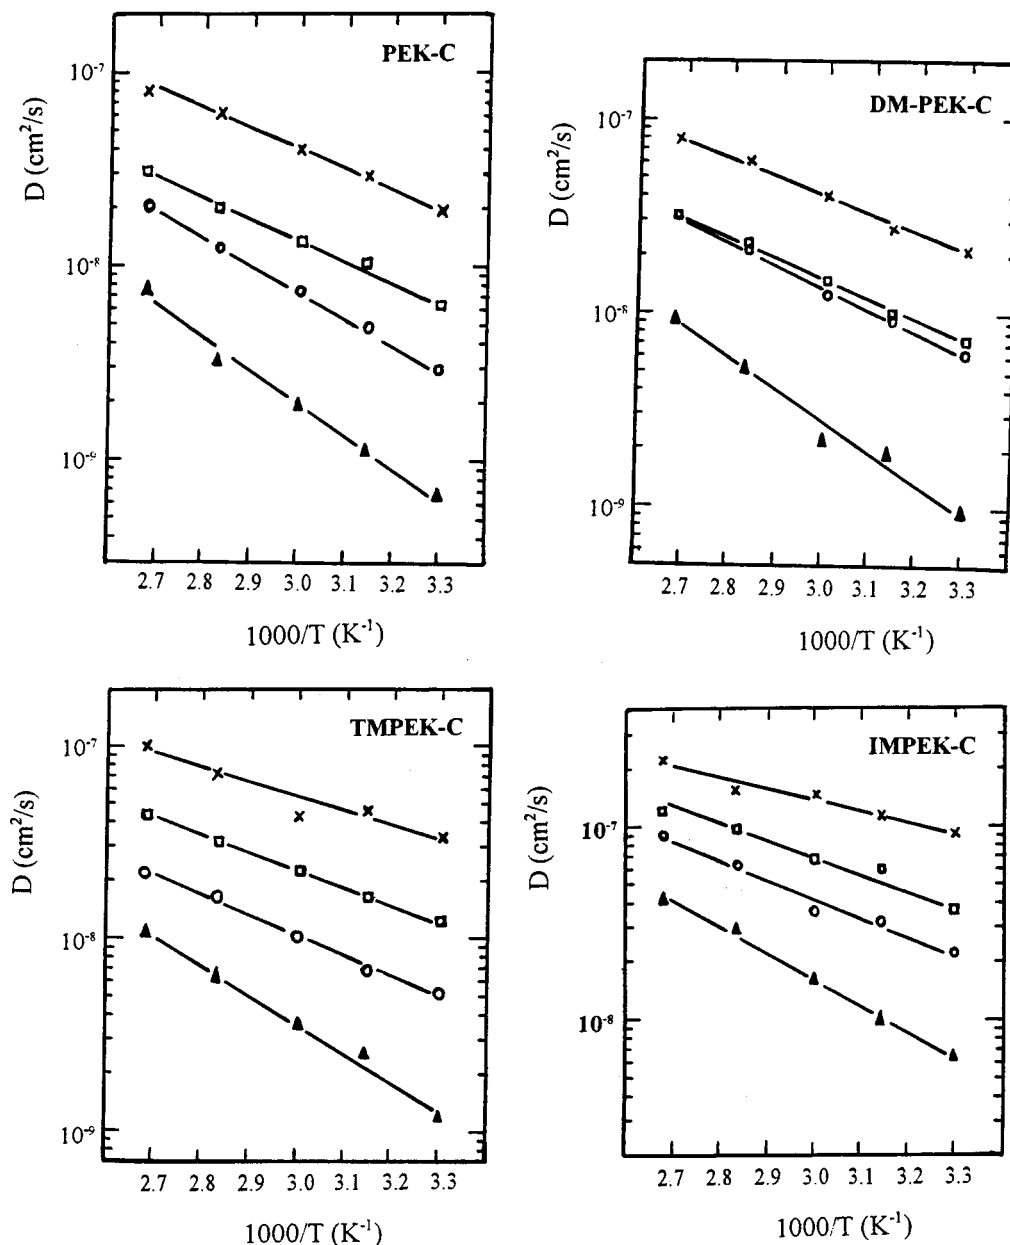 PEK-C
10⁻⁷
10⁻⁸
10⁻⁹
D (cm²/s)
2.7 2.8 2.9 3.0 3.1 3.2 3.3
1000/T (K⁻¹)
DM-PEK-C
10⁻⁷
10⁻⁸
10⁻⁹
D (cm²/s)
2.7 2.8 2.9 3.0 3.1 3.2 3.3
1000/T (K⁻¹)
TMPEK-C
10⁻⁷
10⁻⁸
10⁻⁹
D (cm²/s)
2.7 2.8 2.9 3.0 3.1 3.2 3.3
1000/T (K⁻¹)
IMPEK-C
10⁻⁷
10⁻⁸
D (cm²/s)
2.7 2.8 2.9 3.0 3.1 3.2 3.3
1000/T (K⁻¹)